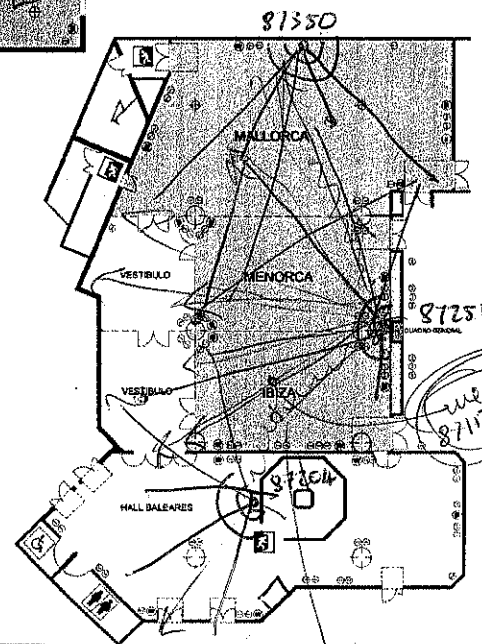 81350
MALLORCA
VESTIBULO
MENORCA
8725
CUADRO GENERAL
VESTIBULO
IBIZA
87204
HALL BALEARES